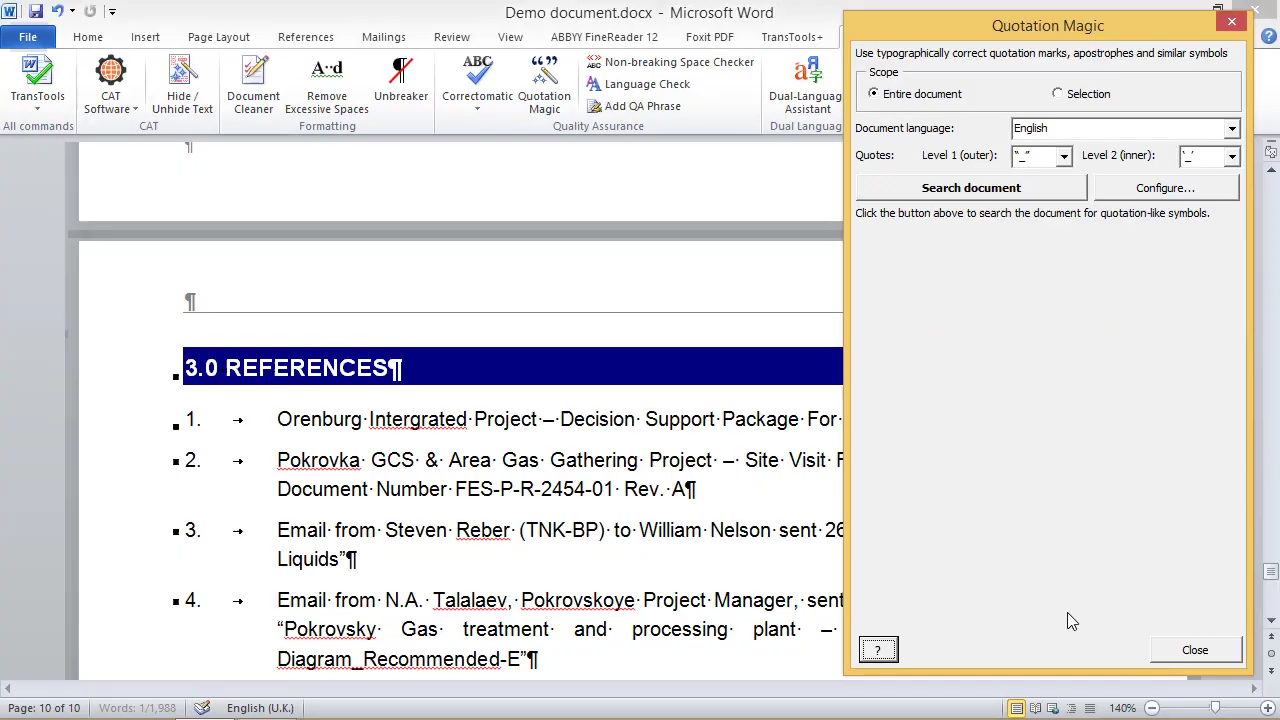 Demo document.docx - Microsoft Word
File Home Insert Page Layout References Mailings Review View ABBYY FineReader 12 Foxit PDF TransTools+
TransTools
CAT Software
Hide / Unhide Text
Document Cleaner
Remove Excessive Spaces
Unbreaker
Correctomatic
Quotation Magic
Non-breaking Space Checker
Language Check
Add QA Phrase
Dual-Language Assistant
All commands CAT Formatting Quality Assurance Dual Languag
¶
¶
3.0 REFERENCES¶
1. Orenburg Intergrated Project – Decision Support Package For
2. Pokrovka GCS & Area Gas Gathering Project – Site Visit
Document Number FES-P-R-2454-01 Rev. A¶
3. Email from Steven Reber (TNK-BP) to William Nelson sent 26
Liquids”¶
4. Email from N.A. Talalaev, Pokrovskoye Project Manager, sent
“Pokrovsky Gas treatment and processing plant –
Diagram_Recommended-E”¶
Page: 10 of 10 Words: 1/1,988 English (U.K.) 140%
Quotation Magic
Use typographically correct quotation marks, apostrophes and similar symbols
Scope
Entire document Selection
Document language: English
Quotes: Level 1 (outer): “_” Level 2 (inner): ‘_’
Search document Configure...
Click the button above to search the document for quotation-like symbols.
? Close